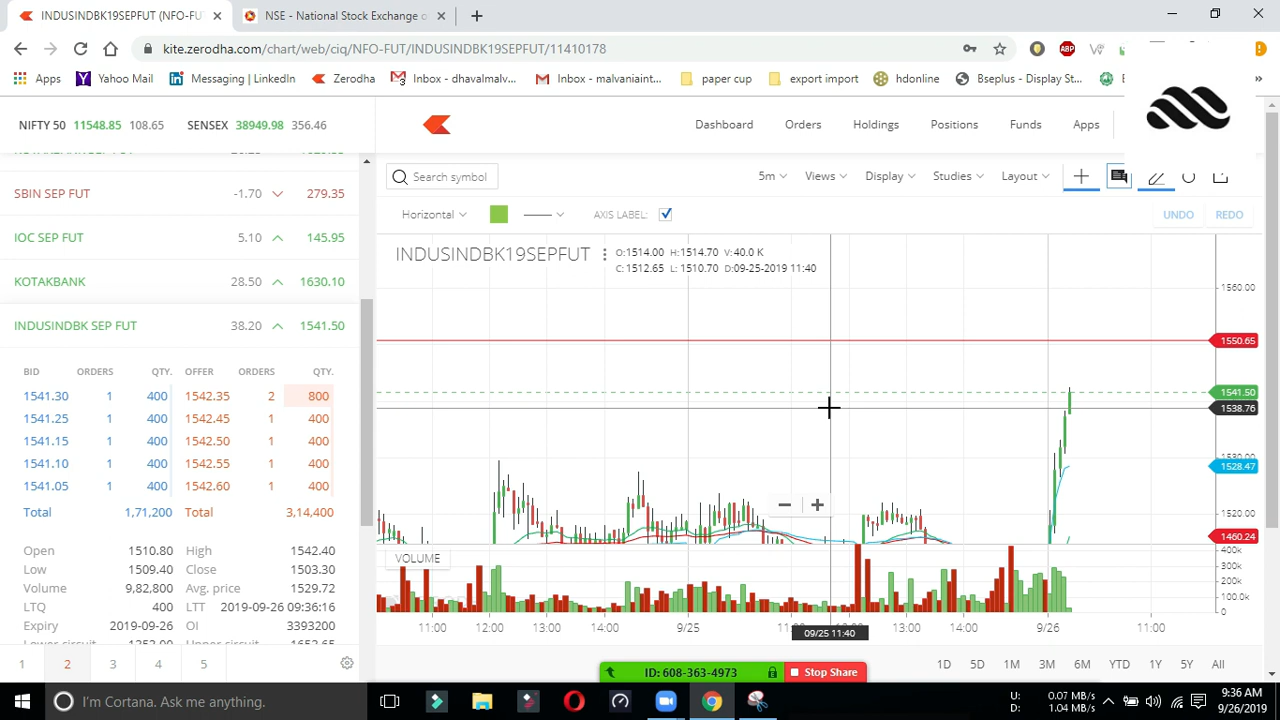 INDUSINDBK19SEPFUT (NFO-FU
NSE - National Stock Exchange o
kite.zerodha.com/chart/web/ciq/NFO-FUT/INDUSINDBK19SEPFUT/11410178
ABP
Apps Yahoo Mail Messaging | LinkedIn Zerodha Inbox - dhavalmalv... Inbox - malvaniaint... paper cup export import hdonline Bseplus - Display St...
NIFTY 50 11548.85 108.65 SENSEX 38949.98 356.46
Dashboard Orders Holdings Positions Funds Apps
SBIN SEP FUT -1.70 279.35
IOC SEP FUT 5.10 145.95
KOTAKBANK 28.50 1630.10
INDUSINDBK SEP FUT 38.20 1541.50
BID ORDERS QTY. OFFER ORDERS QTY.
1541.30 1 400 1542.35 2 800
1541.25 1 400 1542.45 1 400
1541.15 1 400 1542.50 1 400
1541.10 1 400 1542.55 1 400
1541.05 1 400 1542.60 1 400
Total 1,71,200 Total 3,14,400
Open 1510.80 High 1542.40
Low 1509.40 Close 1503.30
Volume 9,82,800 Avg. price 1529.72
LTQ 400 LTT 2019-09-26 09:36:16
Expiry 2019-09-26 OI 3393200
1 2 3 4 5
Search symbol
5m Views Display Studies Layout
Horizontal AXIS LABEL: UNDO REDO
INDUSINDBK19SEPFUT
O:1514.00 H:1514.70 V:40.0 K
C: 1512.65 L: 1510.70 D:09-25-2019 11:40
1560.00
1550.65
1541.50
1538.76
1530.00
1528.47
1520.00
1460.24
VOLUME
400k
300k
200k
100.0k
0
11:00 12:00 13:00 14:00 9/25 13:00 14:00 9/26 11:00
09/25 11:40
1D 5D 1M 3M 6M YTD 1Y 5Y All
ID: 608-363-4973 Stop Share
I'm Cortana. Ask me anything.
U: 0.07 MB/s
D: 1.04 MB/s
9:36 AM
9/26/2019